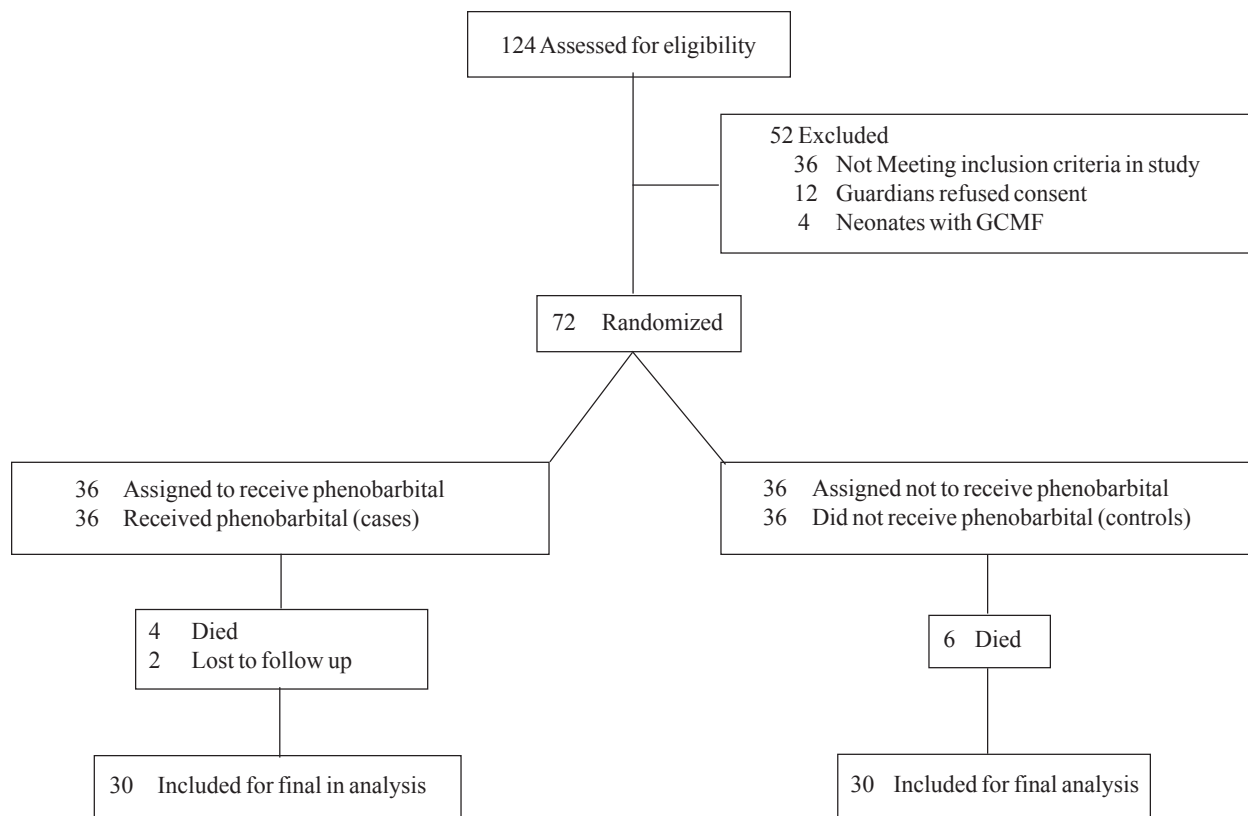 124 Assessed for eligibility
52 Excluded
36 Not Meeting inclusion criteria in study
12 Guardians refused consent
4 Neonates with GCMF
72 Randomized
36 Assigned to receive phenobarbital
36 Received phenobarbital (cases)
36 Assigned not to receive phenobarbital
36 Did not receive phenobarbital (controls)
4 Died
2 Lost to follow up
6 Died
30 Included for final in analysis
30 Included for final analysis